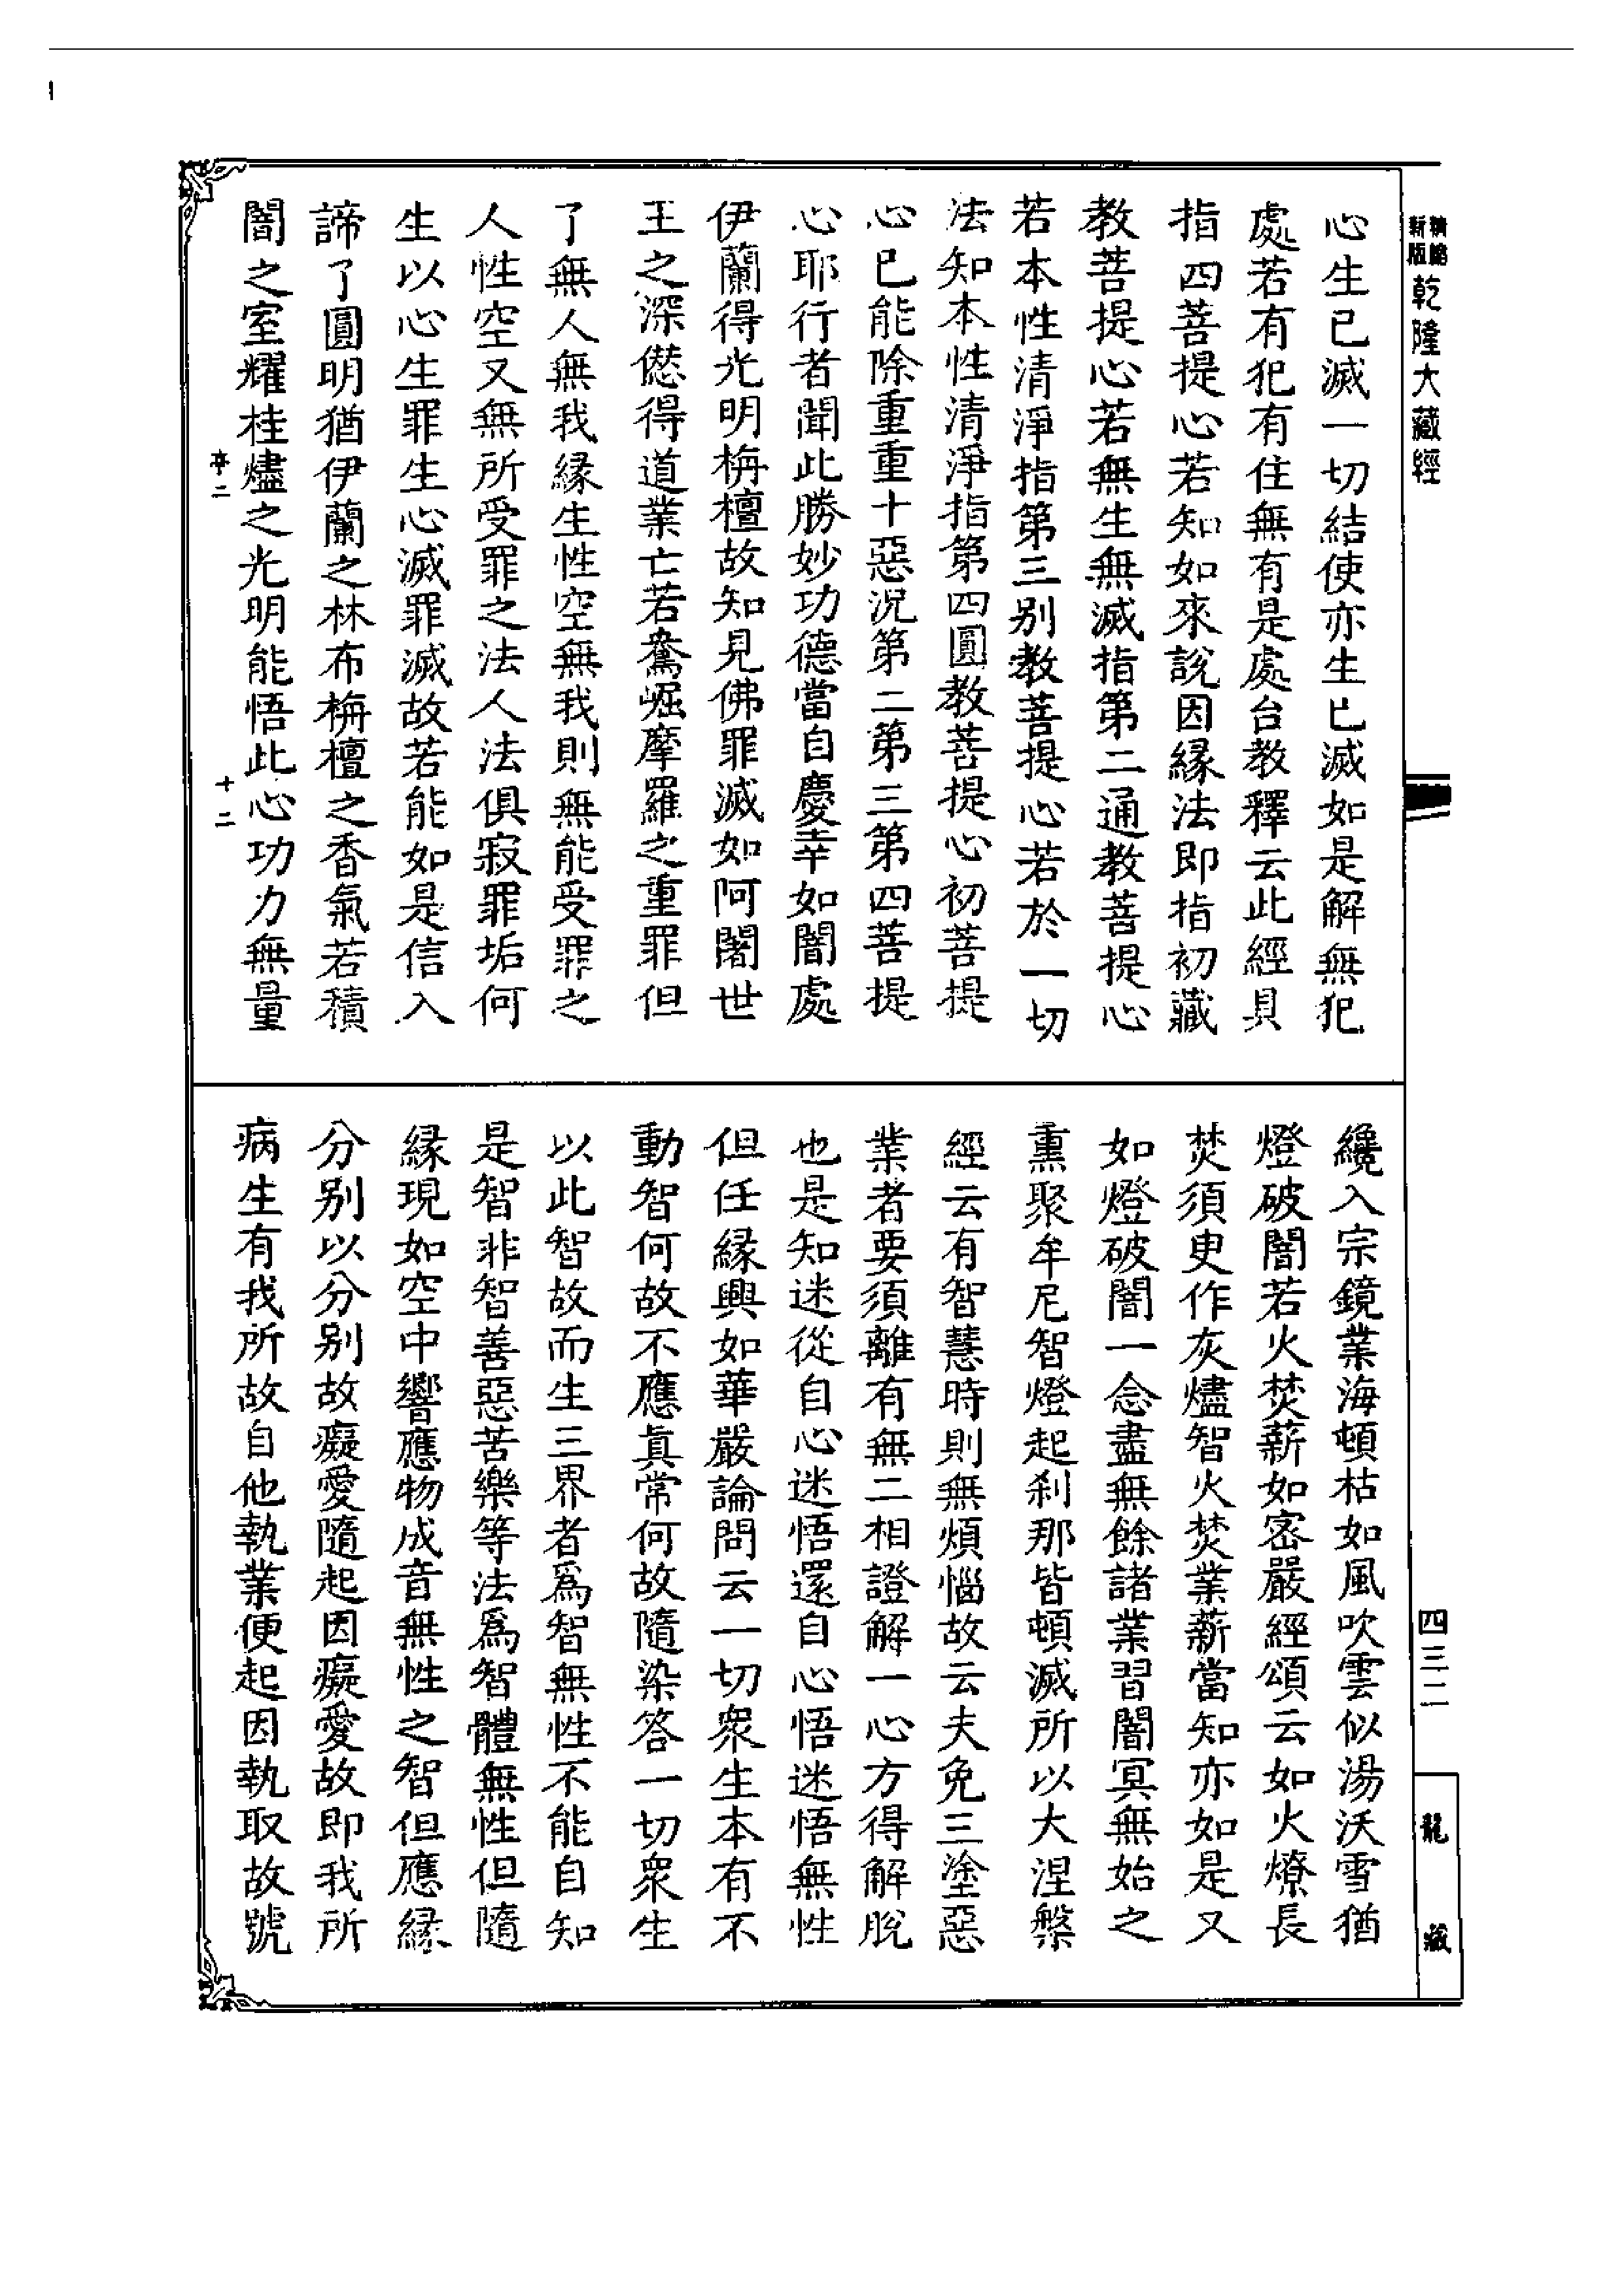 精縮
新版
乾隆大藏經
心生已滅一切結使亦生已滅如是解無犯
處若有犯有住無有是處台教釋云此經具
指四菩提心若知如來說因緣法即指初藏
教菩提心若無生無滅指第二通教菩提心
若本性清淨指第三別教菩提心若於一切
法知本性清淨指第四圓教菩提心初菩提
心已能除重重十惡況第二第三第四菩提
心耶行者聞此勝妙功德當自慶幸如闇處
伊蘭得光明栴檀故知見佛罪滅如阿闍世
王之深愆得道業亡若鴦崛摩羅之重罪但
了無人無我緣生性空無我則無能受罪之
人性空又無所受罪之法人法俱寂罪垢何
生以心生罪生心滅罪滅故若能如是信入
諦了圓明猶伊蘭之林布栴檀之香氣若積
闇之室耀桂燼之光明能悟此心功力無量
亭二
十二
纔入宗鏡業海頓枯如風吹雲似湯沃雪猶
燈破闇若火焚薪如密嚴經頌云如火燎長
焚須臾作灰燼智火焚業薪當知亦如是又
如燈破闇一念盡無餘諸業習闇冥無始之
熏聚牟尼智燈起剎那皆頓滅所以大涅槃
經云有智慧時則無煩惱故云夫免三塗惡
業者要須離有無二相證解一心方得解脫
也是知迷從自心迷悟還自心悟迷悟無性
但任緣興如華嚴論問云一切眾生本有不
動智何故不應真常何故隨染答一切眾生
以此智故而生三界者為智無性不能自知
是智非智善惡苦樂等法為智體無性但隨
緣現如空中響應物成音無性之智但應緣
分別以分別故癡愛隨起因癡愛故即我所
病生有我所故自他執業便起因執取故號
四三二
龍藏